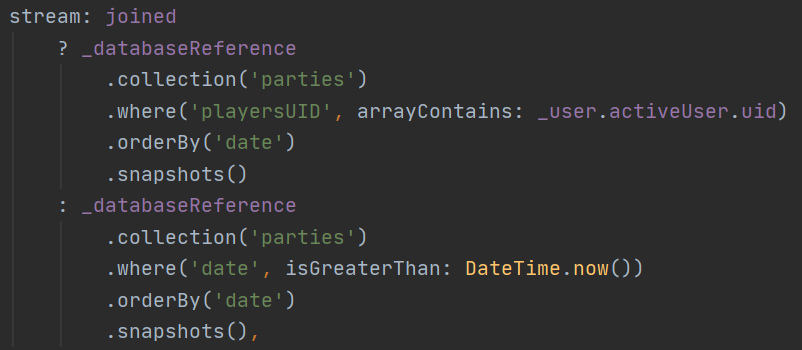 stream: joined
? _databaseReference
.collection('parties')
.where('playersUID', arrayContains: _user.activeUser.uid)
.orderBy('date')
.snapshots()
: _databaseReference
.collection('parties')
.where('date', isGreaterThan: DateTime.now())
.orderBy('date')
.snapshots(),